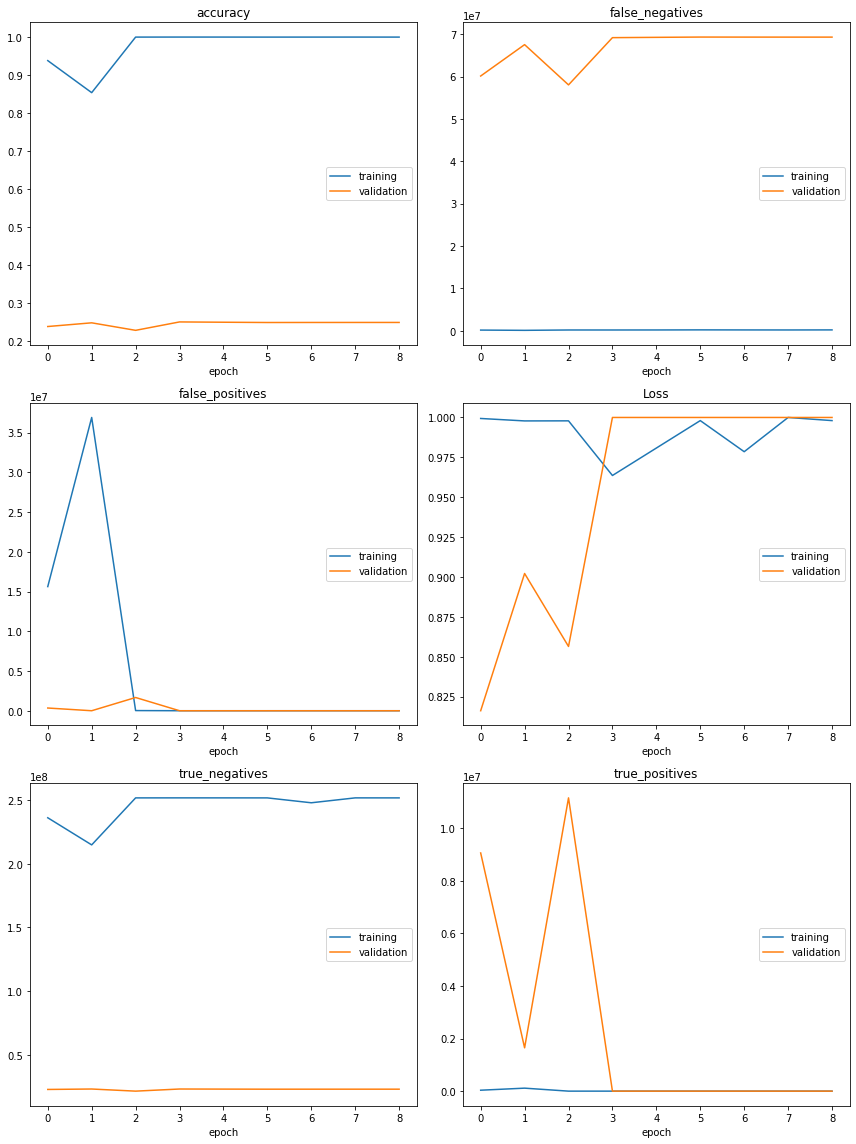 accuracy
1.0
0.9
0.8
0.7
0.6
0.5
0.4
0.3
0.2
training
validation
0 1 2 3 4 5 6 7 8
epoch
false_negatives
1e7
7
6
5
4
3
2
1
0
training
validation
0 1 2 3 4 5 6 7 8
epoch
false_positives
1e7
3.5
3.0
2.5
2.0
1.5
1.0
0.5
0.0
training
validation
0 1 2 3 4 5 6 7 8
epoch
Loss
1.000
0.975
0.950
0.925
0.900
0.875
0.850
0.825
training
validation
0 1 2 3 4 5 6 7 8
epoch
true_negatives
1e8
2.5
2.0
1.5
1.0
0.5
training
validation
0 1 2 3 4 5 6 7 8
epoch
true_positives
1e7
1.0
0.8
0.6
0.4
0.2
0.0
training
validation
0 1 2 3 4 5 6 7 8
epoch